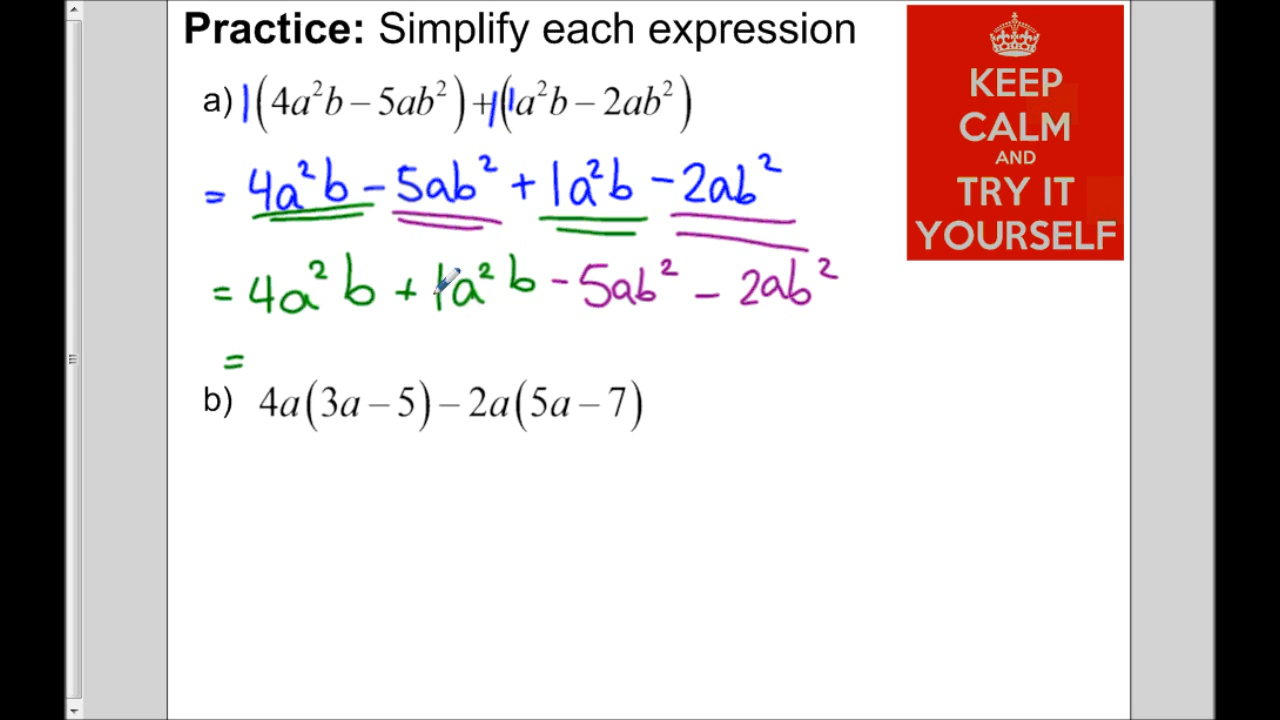 Practice: Simplify each expression
a) 1(4a²b – 5ab²) + 1(1a²b – 2ab²)
= 4a²b – 5ab² + 1a²b – 2ab²
= 4a²b + 1a²b – 5ab² – 2ab²
=
b) 4a(3a – 5) – 2a(5a – 7)
KEEP
CALM
AND
TRY IT
YOURSELF